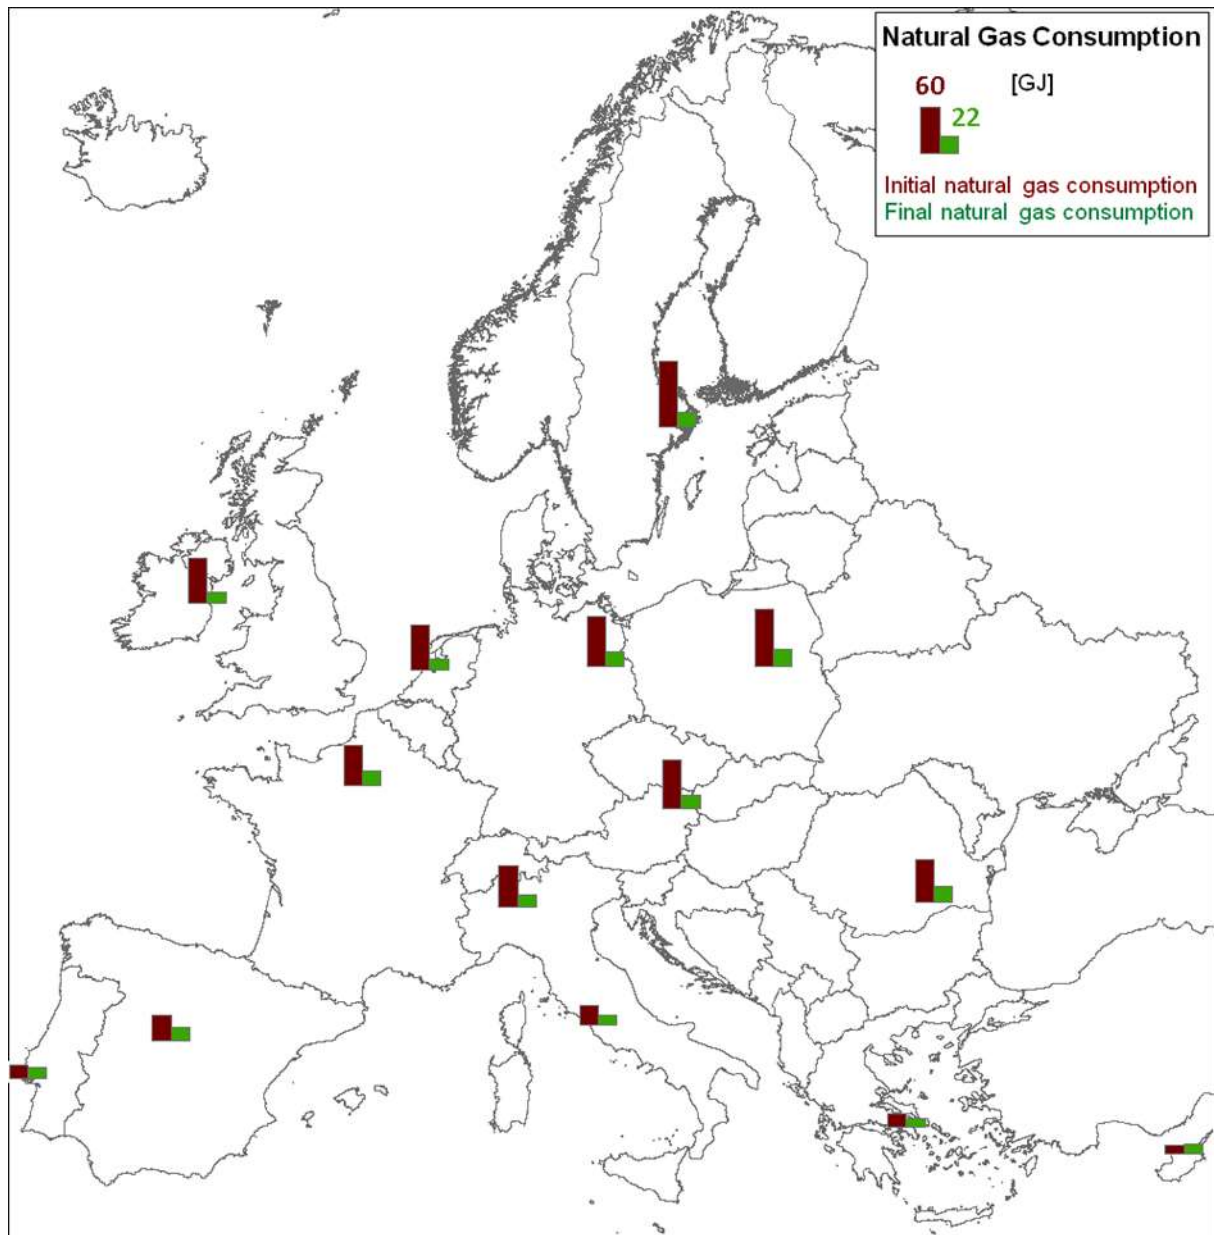 Natural Gas Consumption
60 [GJ]
22
Initial natural gas consumption
Final natural gas consumption